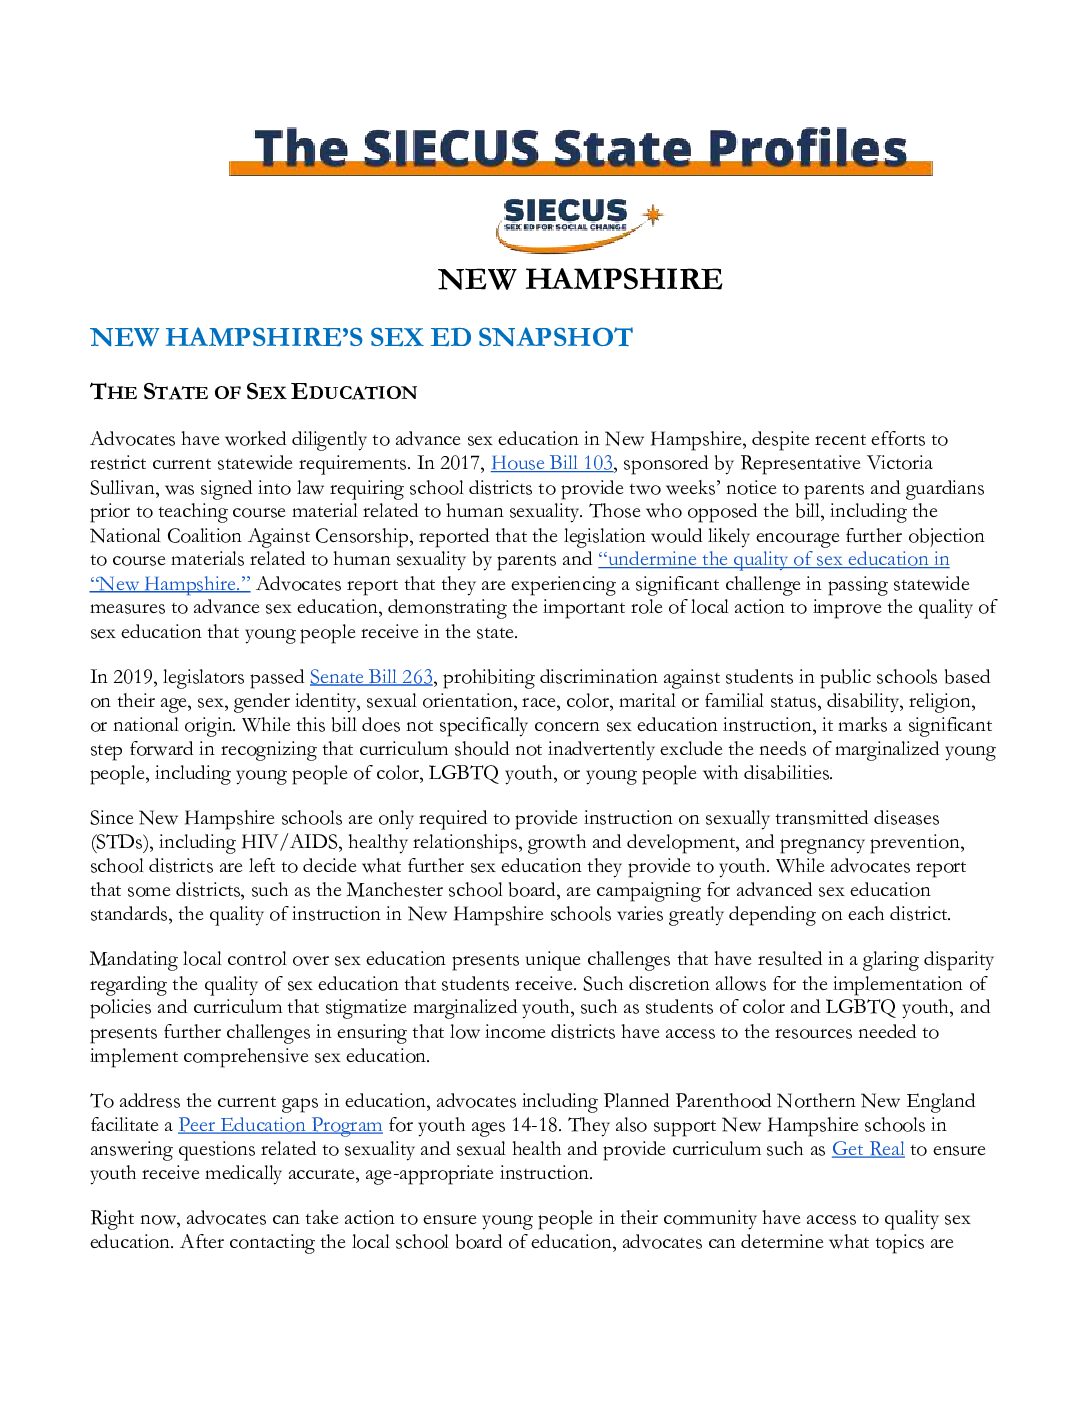 The SIECUS State Profiles
SIECUS
SEX ED FOR SOCIAL CHANGE
NEW HAMPSHIRE
NEW HAMPSHIRE’S SEX ED SNAPSHOT
THE STATE OF SEX EDUCATION
Advocates have worked diligently to advance sex education in New Hampshire, despite recent efforts to
restrict current statewide requirements. In 2017, House Bill 103, sponsored by Representative Victoria
Sullivan, was signed into law requiring school districts to provide two weeks’ notice to parents and guardians
prior to teaching course material related to human sexuality. Those who opposed the bill, including the
National Coalition Against Censorship, reported that the legislation would likely encourage further objection
to course materials related to human sexuality by parents and “undermine the quality of sex education in
“New Hampshire.” Advocates report that they are experiencing a significant challenge in passing statewide
measures to advance sex education, demonstrating the important role of local action to improve the quality of
sex education that young people receive in the state.
In 2019, legislators passed Senate Bill 263, prohibiting discrimination against students in public schools based
on their age, sex, gender identity, sexual orientation, race, color, marital or familial status, disability, religion,
or national origin. While this bill does not specifically concern sex education instruction, it marks a significant
step forward in recognizing that curriculum should not inadvertently exclude the needs of marginalized young
people, including young people of color, LGBTQ youth, or young people with disabilities.
Since New Hampshire schools are only required to provide instruction on sexually transmitted diseases
(STDs), including HIV/AIDS, healthy relationships, growth and development, and pregnancy prevention,
school districts are left to decide what further sex education they provide to youth. While advocates report
that some districts, such as the Manchester school board, are campaigning for advanced sex education
standards, the quality of instruction in New Hampshire schools varies greatly depending on each district.
Mandating local control over sex education presents unique challenges that have resulted in a glaring disparity
regarding the quality of sex education that students receive. Such discretion allows for the implementation of
policies and curriculum that stigmatize marginalized youth, such as students of color and LGBTQ youth, and
presents further challenges in ensuring that low income districts have access to the resources needed to
implement comprehensive sex education.
To address the current gaps in education, advocates including Planned Parenthood Northern New England
facilitate a Peer Education Program for youth ages 14-18. They also support New Hampshire schools in
answering questions related to sexuality and sexual health and provide curriculum such as Get Real to ensure
youth receive medically accurate, age-appropriate instruction.
Right now, advocates can take action to ensure young people in their community have access to quality sex
education. After contacting the local school board of education, advocates can determine what topics are